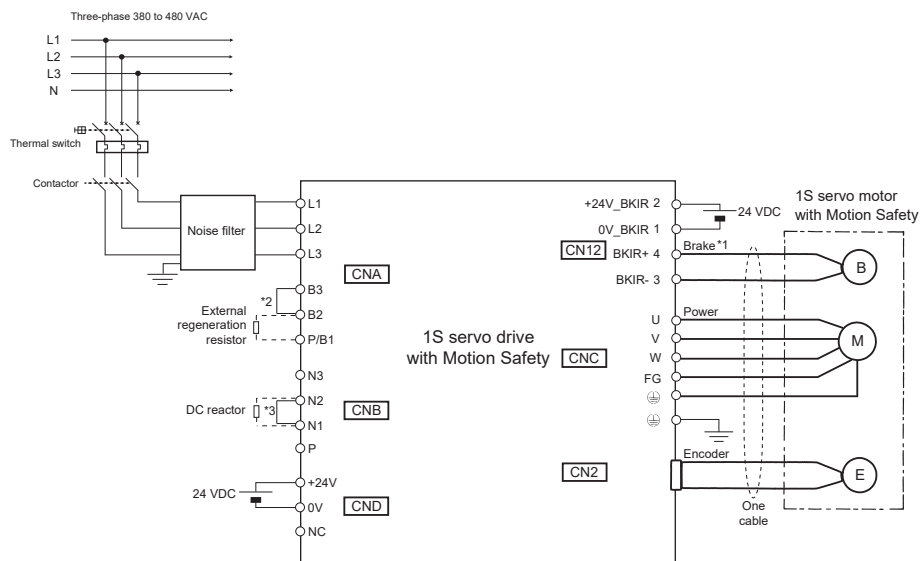 Three-phase 380 to 480 VAC
L1
L2
L3
N
Thermal switch
Contactor
Noise filter
L1
L2
L3
CNA
B3
*2
B2
External
regeneration
resistor
P/B1
N3
N2
DC reactor
*3
CNB
N1
P
+24V
24 VDC
0V
CND
NC
1S servo drive
with Motion Safety
+24V_BKIR 2
24 VDC
0V_BKIR 1
CN12
BKIR+ 4
Brake*1
BKIR- 3
B
1S servo motor
with Motion Safety
U
Power
V
M
W
CNC
FG
Encoder
CN2
E
One
cable